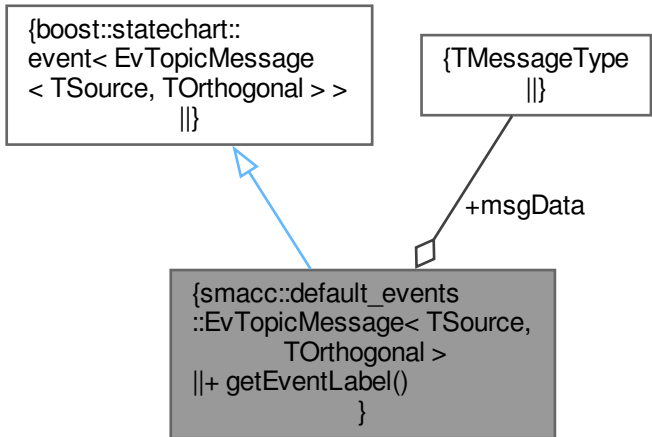 {boost::statechart::
event< EvTopicMessage
< TSource, TOrthogonal > >
||}
{TMessageType
||}
+msgData
{smacc::default_events
::EvTopicMessage< TSource,
TOrthogonal >
||+ getEventLabel()
}